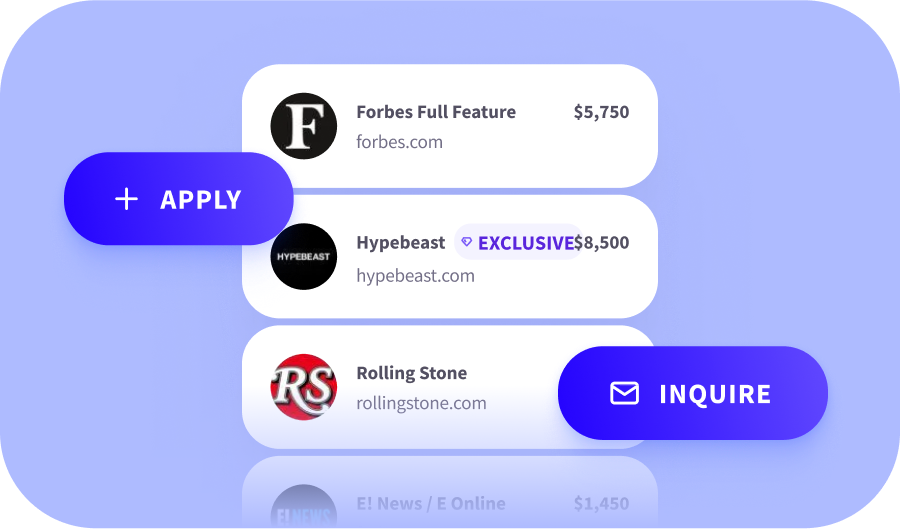 F
Forbes Full Feature $5,750
forbes.com
+ APPLY
HYPEBEAST
Hypebeast EXCLUSIVE $8,500
hypebeast.com
RS
Rolling Stone
rollingstone.com
INQUIRE
E! NEWS
E! News / E Online $1,450